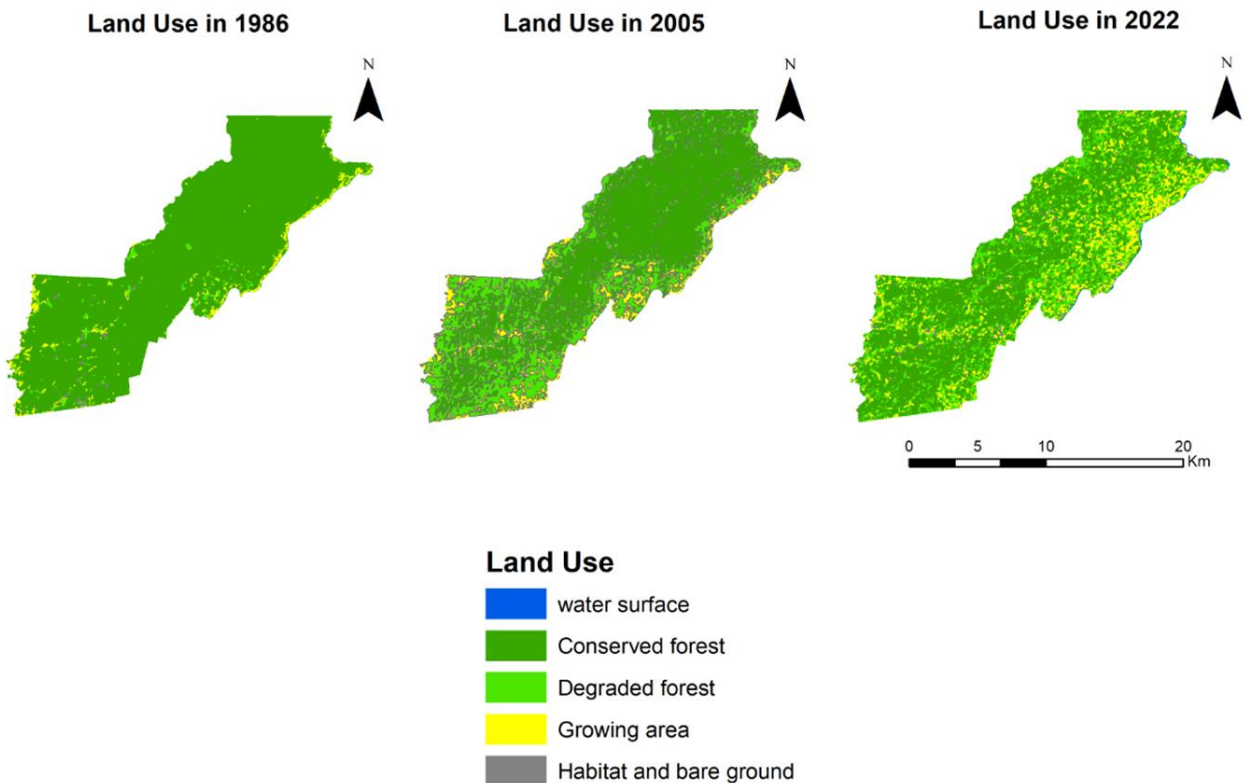 Land Use in 1986
Land Use in 2005
Land Use in 2022
N
N
N
0 5 10 20
Km
Land Use
water surface
Conserved forest
Degraded forest
Growing area
Habitat and bare ground